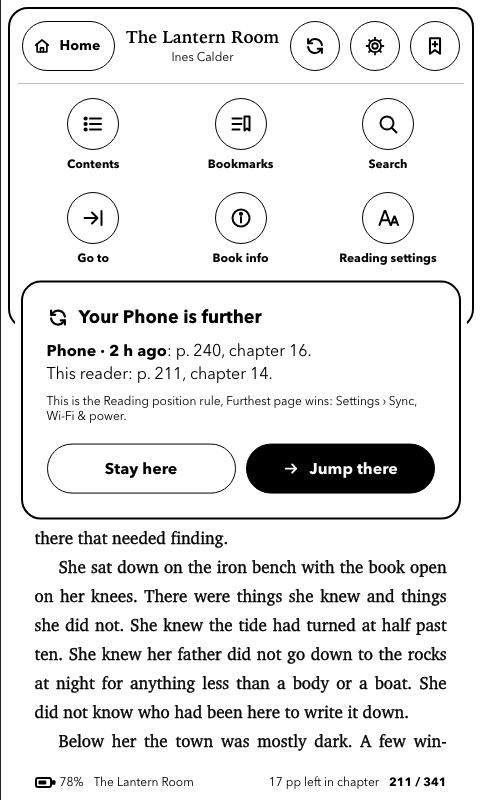 Home
The Lantern Room
Ines Calder
Contents
Bookmarks
Search
Go to
Book info
Reading settings
Your Phone is further
Phone · 2 h ago: p. 240, chapter 16.
This reader: p. 211, chapter 14.
This is the Reading position rule, Furthest page wins: Settings › Sync,
Wi-Fi & power.
Stay here
Jump there
there that needed finding.
She sat down on the iron bench with the book open
on her knees. There were things she knew and things
she did not. She knew the tide had turned at half past
ten. She knew her father did not go down to the rocks
at night for anything less than a body or a boat. She
did not know who had been here to write it down.
Below her the town was mostly dark. A few win-
78% The Lantern Room 17 pp left in chapter 211 / 341